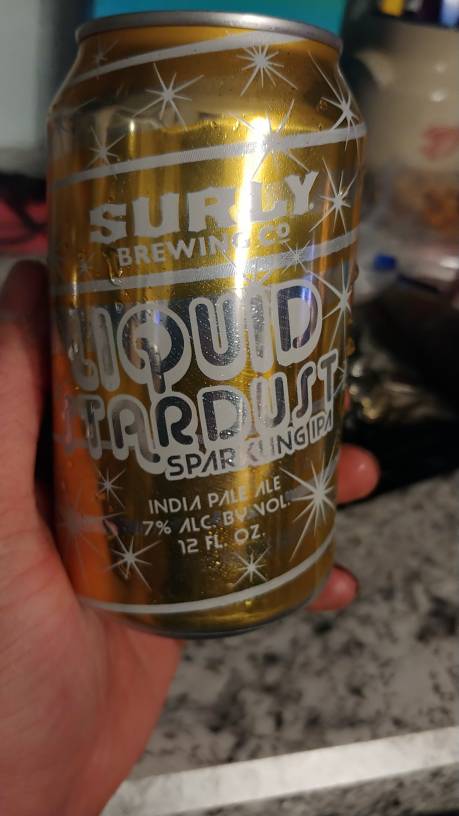 SURLY
BREWING CO
LIQUID
STARDUST
SPARKLING IPA
INDIA PALE ALE
7% ALC. BY VOL.
12 FL. OZ.